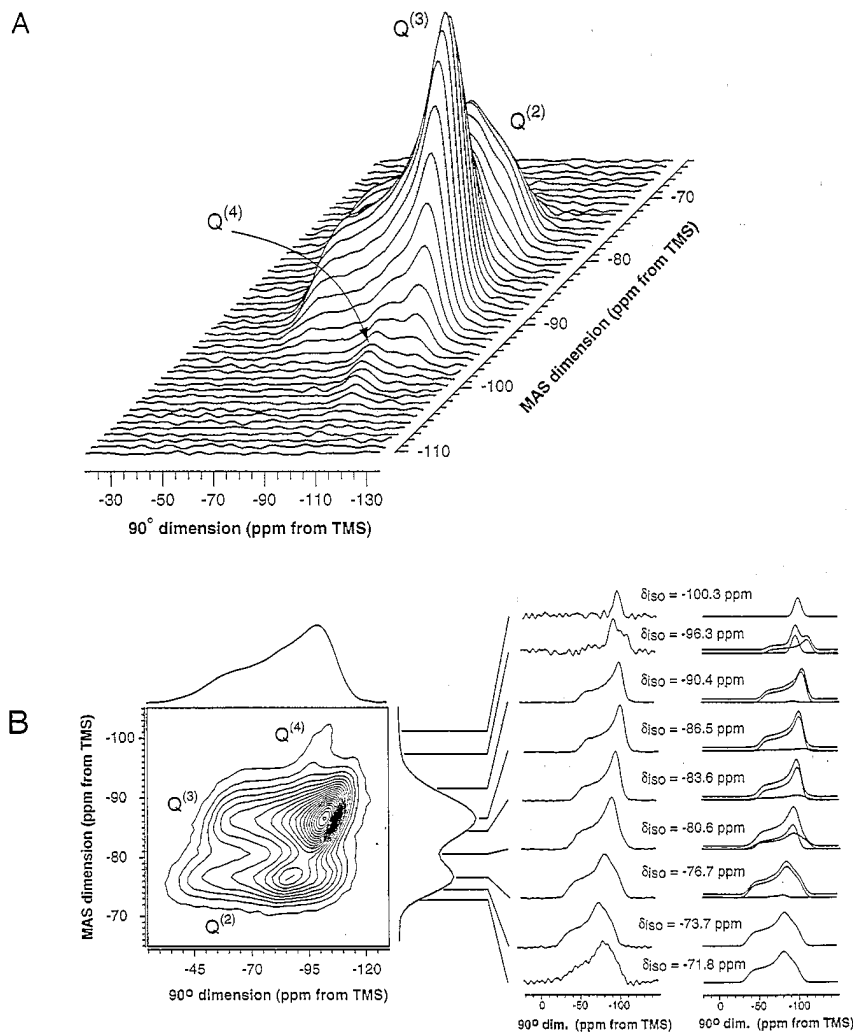 A
Q(3)
Q(2)
Q(4)
-70
-80
-90
-100
-110
MAS dimension (ppm from TMS)
-30 -50 -70 -90 -110 -130
90° dimension (ppm from TMS)
B
Q(4)
Q(3)
Q(2)
-100
-90
-80
-70
MAS dimension (ppm from TMS)
-45 -70 -95 -120
90º dimension (ppm from TMS)
δiso = -100.3 ppm
δiso = -96.3 ppm
δiso = -90.4 ppm
δiso = -86.5 ppm
δiso = -83.6 ppm
δiso = -80.6 ppm
δiso = -76.7 ppm
δiso = -73.7 ppm
δiso = -71.8 ppm
0 -50 -100
90º dim. (ppm from TMS)
0 -50 -100
90º dim. (ppm from TMS)